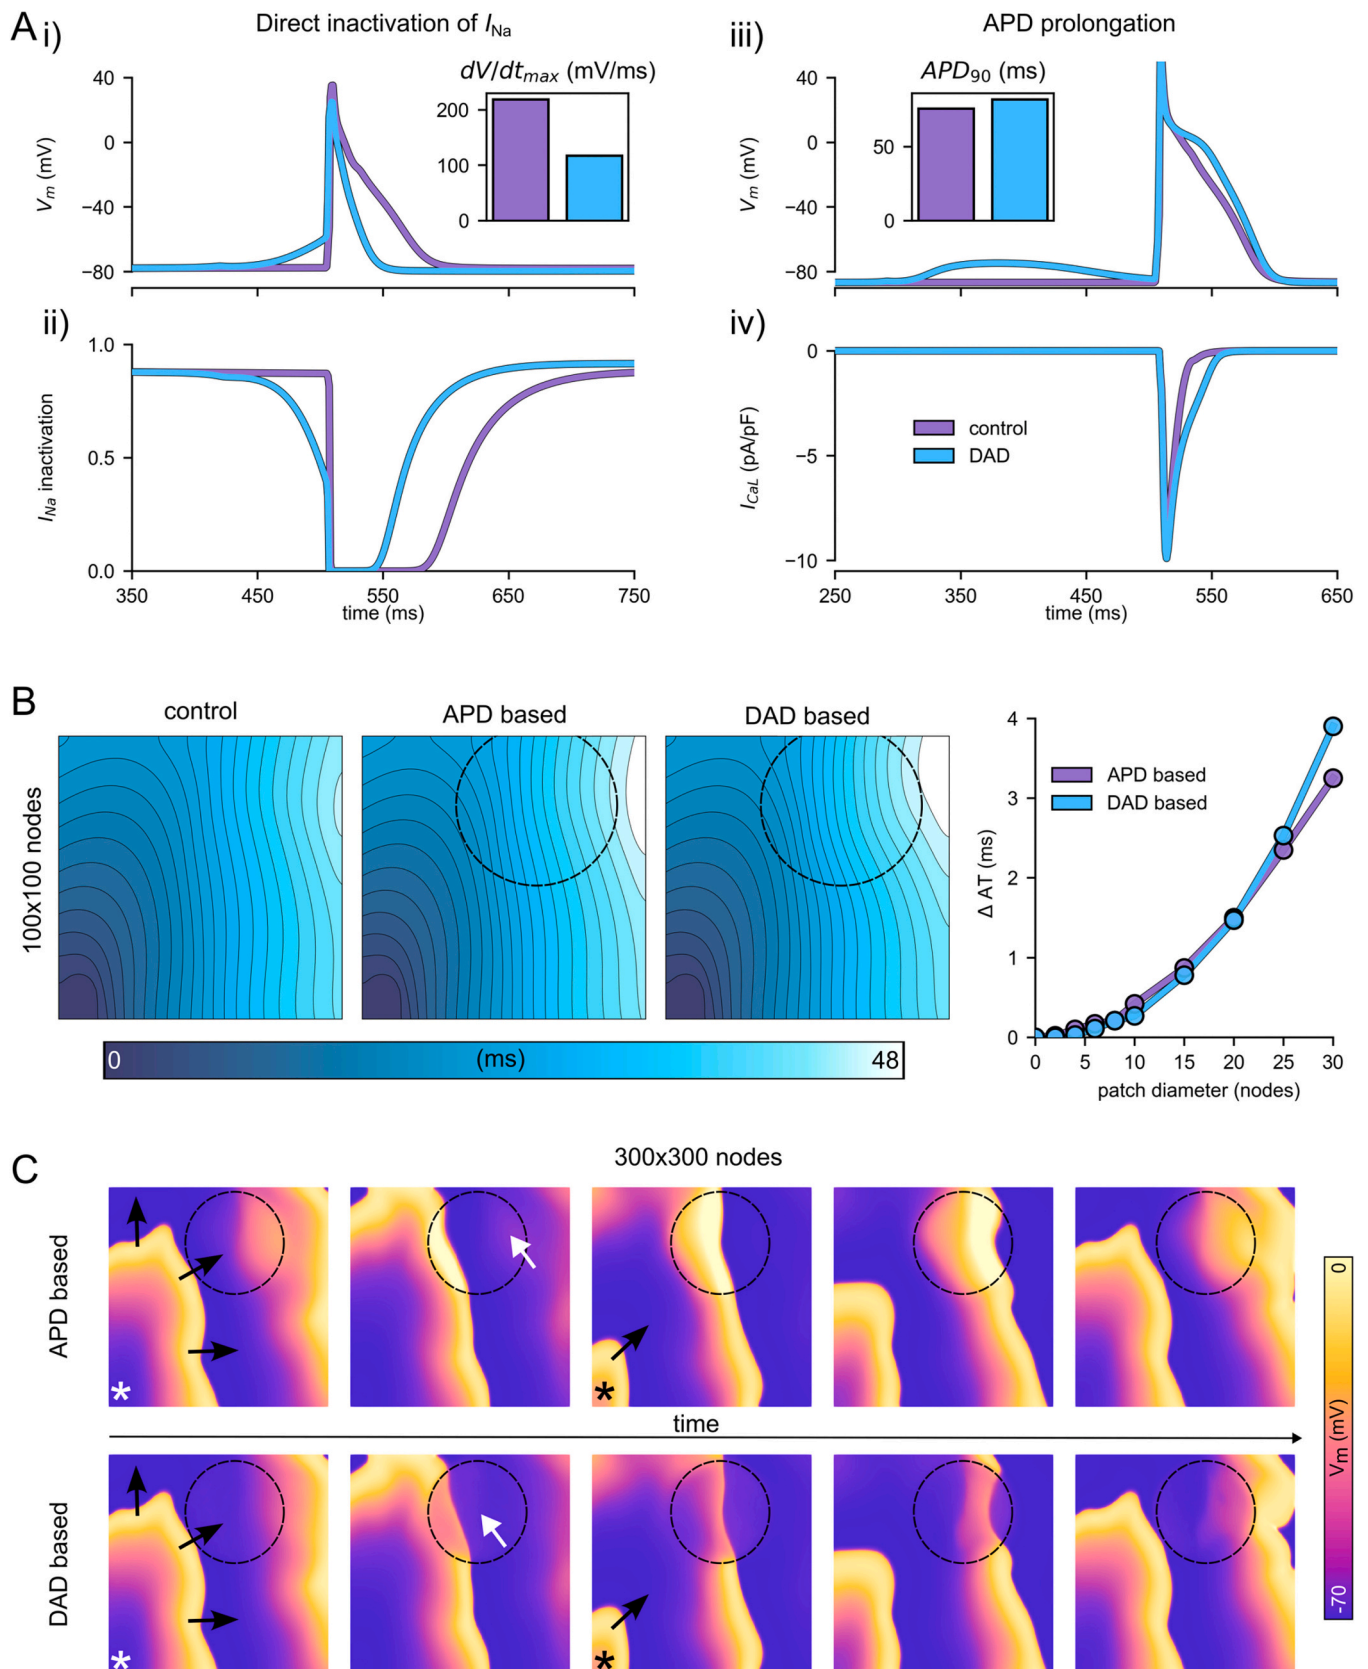 A
i)
Direct inactivation of I_Na
iii)
APD prolongation
dV/dt_max (mV/ms)
200
100
0
40
0
−40
−80
V_m (mV)
APD_90 (ms)
50
0
40
0
−40
−80
V_m (mV)
ii)
1.0
0.5
0.0
I_Na inactivation
350
450
550
650
750
time (ms)
iv)
0
−5
−10
I_CaL (pA/pF)
control
DAD
250
350
450
550
650
time (ms)
B
control
APD based
DAD based
100x100 nodes
0
(ms)
48
4
3
2
1
0
Δ AT (ms)
APD based
DAD based
0
5
10
15
20
25
30
patch diameter (nodes)
C
300x300 nodes
APD based
*
*
time
DAD based
*
*
0
V_m (mV)
-70